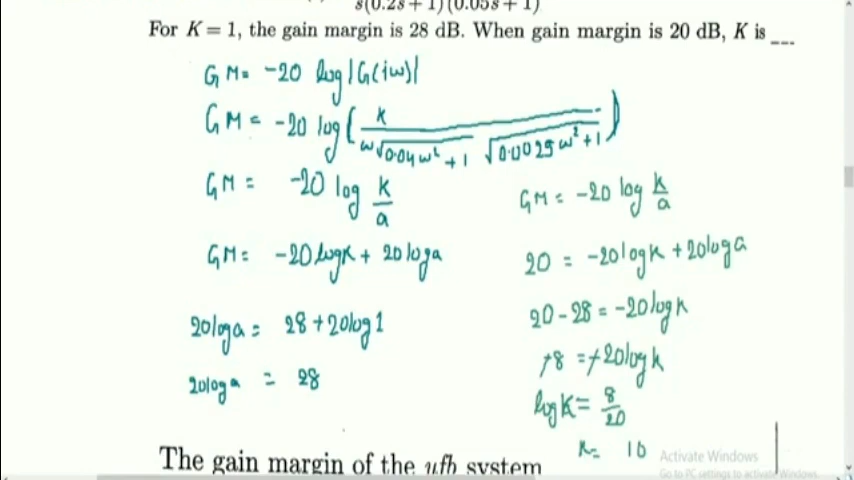 s(0.2s + 1)(0.05s + 1)
For K = 1, the gain margin is 28 dB. When gain margin is 20 dB, K is ___
GM = -20 log|G(iω)|
GM = -20 log(K / ω√0.04ω² + 1 √0.0025ω² + 1)
GM = -20 log K/a
GM = -20 log K + 20 log a
20 log a = 28 + 20 log 1
20 log a = 28
GM = -20 log K/a
20 = -20 log K + 20 log a
20 - 28 = -20 log K
+8 = +20 log K
log K = 8/20
K = 10
The gain margin of the ufb system
Activate Windows
Go to PC settings to activate Windows.